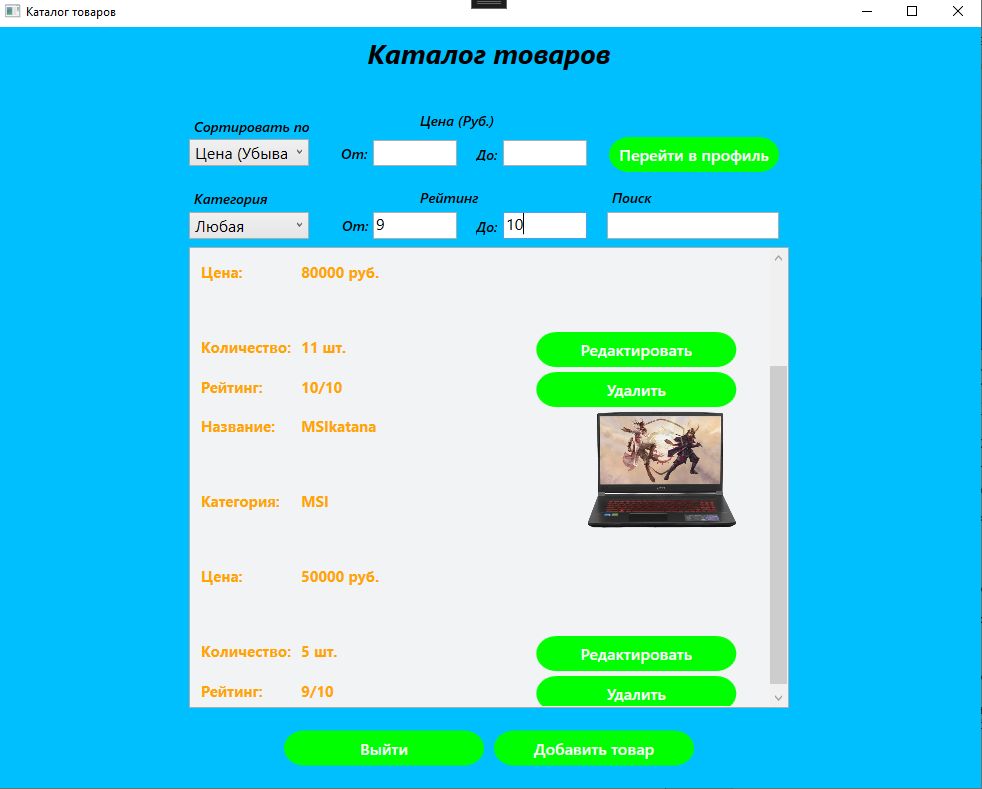 Каталог товаров
Каталог товаров
Сортировать по
Цена (Руб.)
Цена (Убыва
От:
До:
Перейти в профиль
Категория
Рейтинг
Поиск
Любая
От: 9
До: 10
Цена: 80000 руб.
Количество: 11 шт.
Редактировать
Рейтинг: 10/10
Удалить
Название: MSIkatana
Категория: MSI
Цена: 50000 руб.
Количество: 5 шт.
Редактировать
Рейтинг: 9/10
Удалить
Выйти
Добавить товар